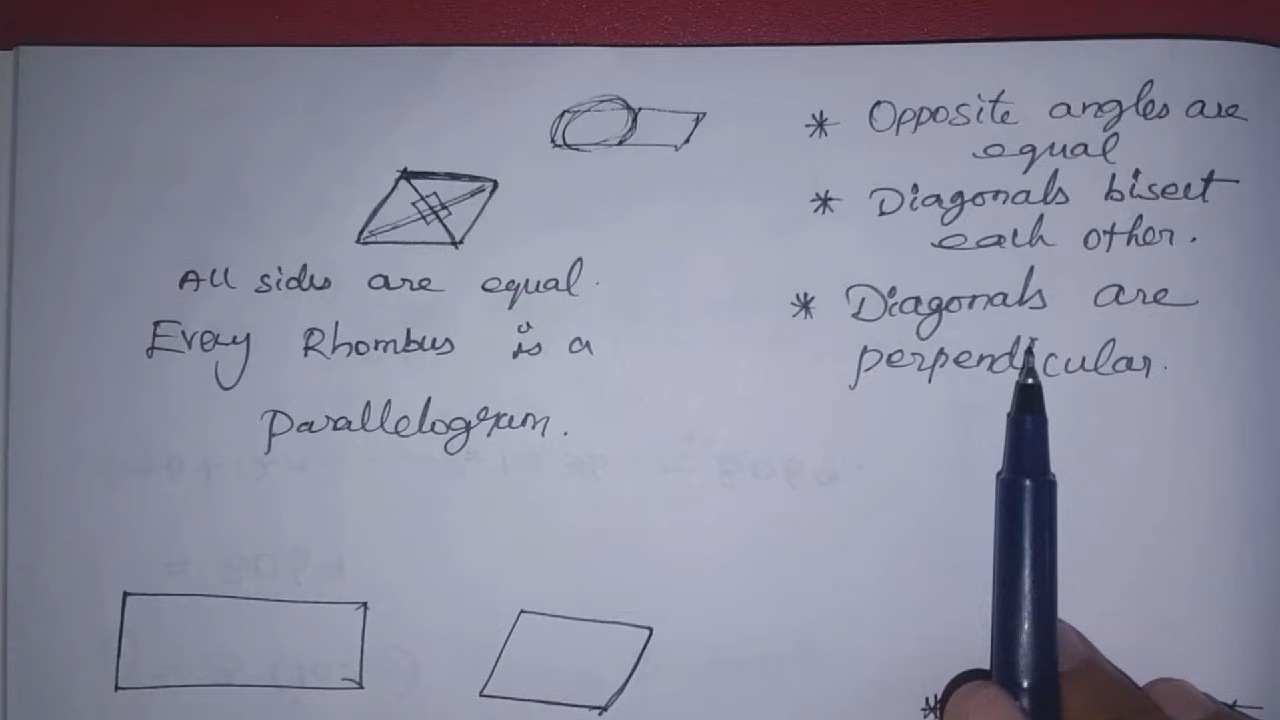 * Opposite angles are
equal
* Diagonals bisect
each other.
All sides are equal.
* Diagonals are
perpendicular.
Every Rhombus is a
parallelogram.